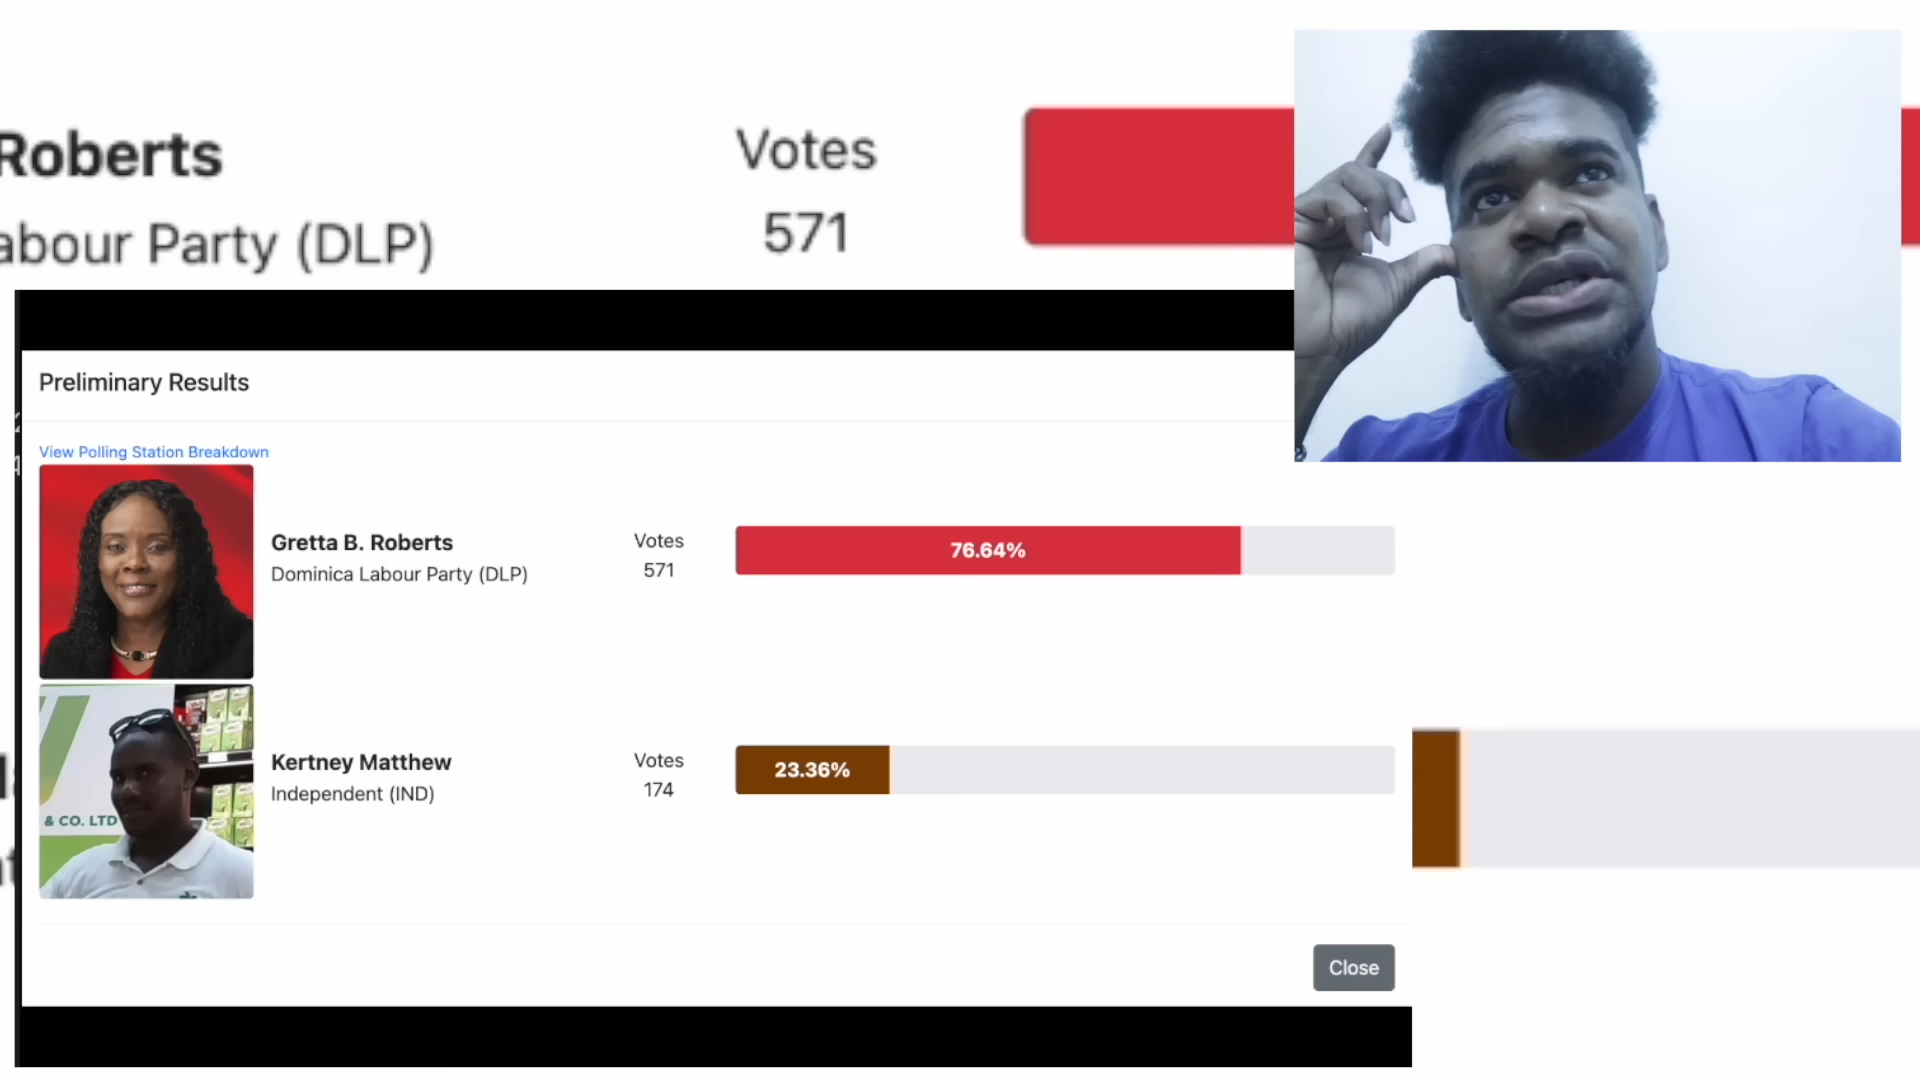 Roberts
abour Party (DLP)
Votes
571
Preliminary Results
View Polling Station Breakdown
Gretta B. Roberts
Dominica Labour Party (DLP)
Votes
571
76.64%
& CO. LTD
Kertney Matthew
Independent (IND)
Votes
174
23.36%
Close